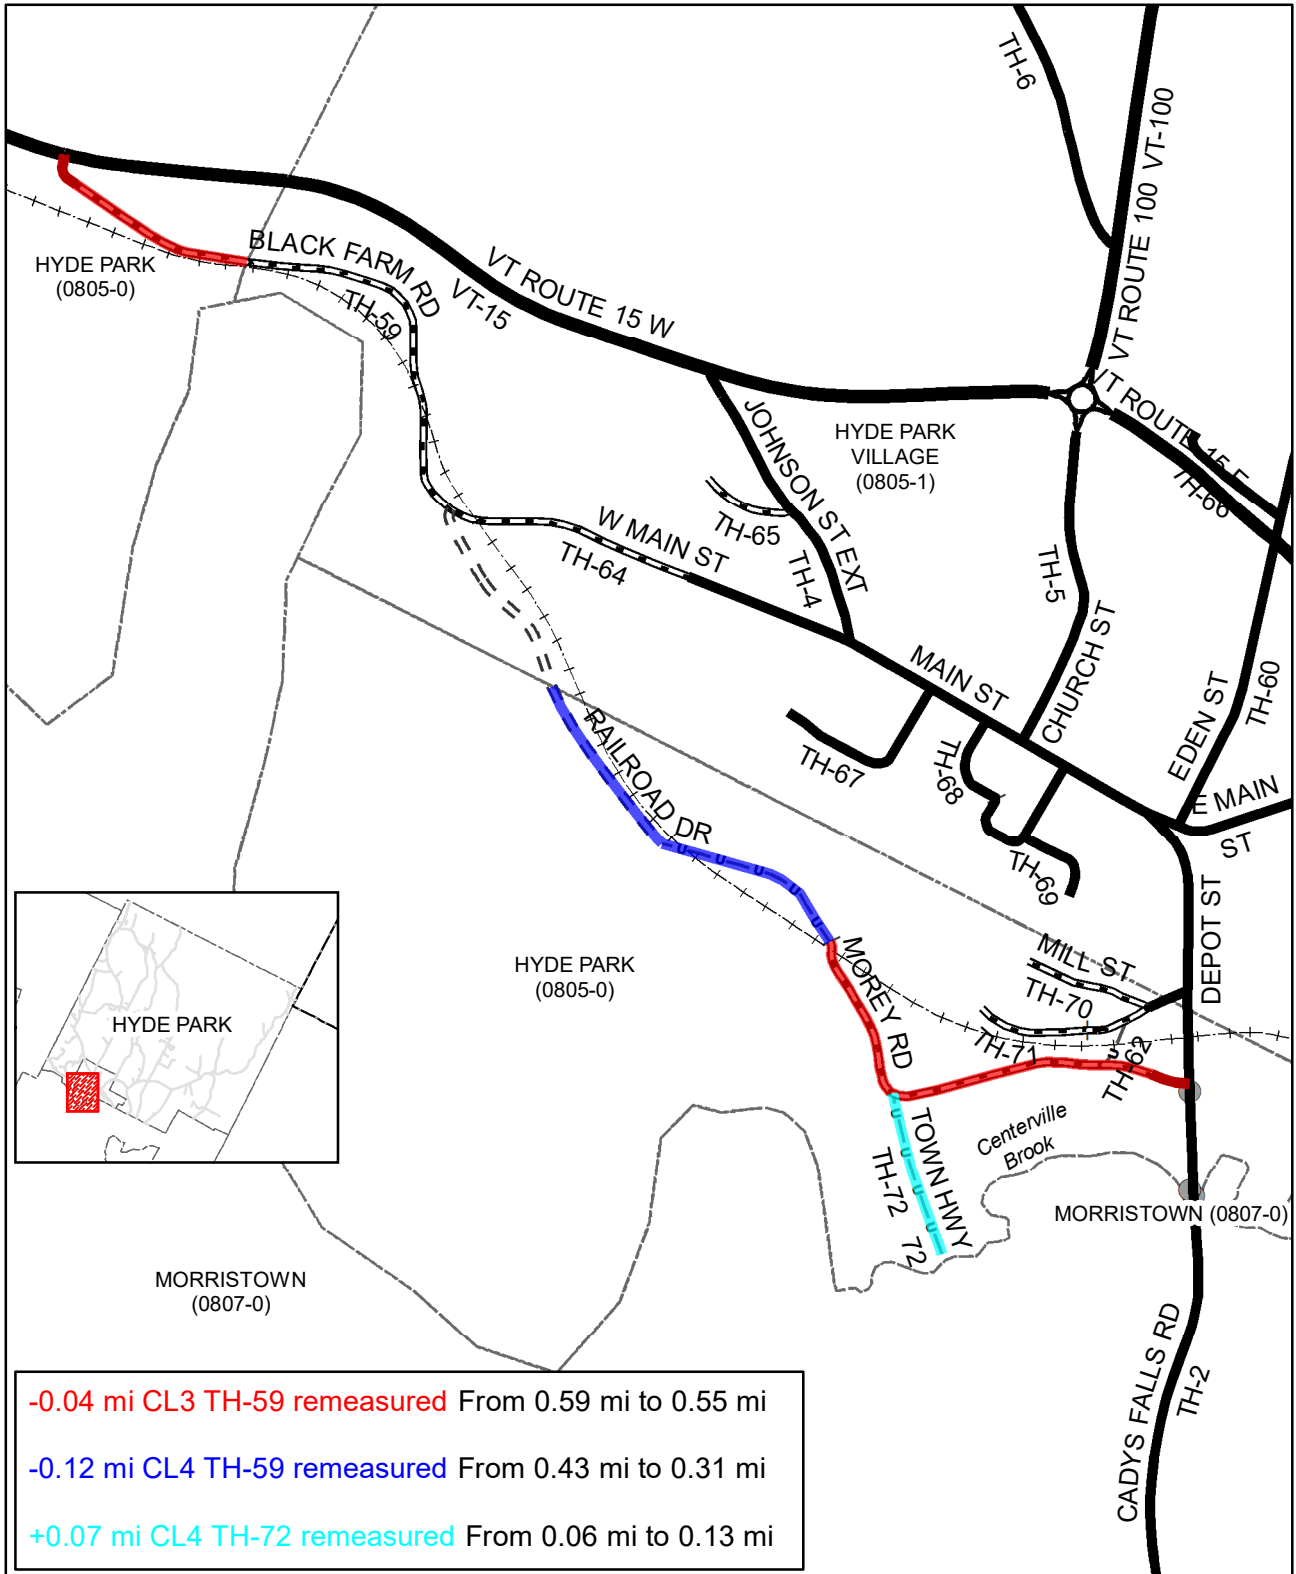 TH-6
VT ROUTE 100 VT-100
HYDE PARK
(0805-0)
BLACK FARM RD
TH-59
VT ROUTE 15 W
VT-15
VT ROUTE 15 E
TH-66
JOHNSON ST EXT
TH-4
HYDE PARK
VILLAGE
(0805-1)
TH-65
W MAIN ST
TH-64
TH-5
CHURCH ST
MAIN ST
EDEN ST
TH-60
E MAIN
ST
TH-67
TH-68
TH-69
RAILROAD DR
DEPOT ST
HYDE PARK
(0805-0)
MOREY RD
MILL ST
TH-70
TH-71
TH-62
HYDE PARK
TOWN HWY
72
TH-72
Centerville
Brook
MORRISTOWN (0807-0)
MORRISTOWN
(0807-0)
CADYS FALLS RD
TH-2
-0.04 mi CL3 TH-59 remeasured From 0.59 mi to 0.55 mi
-0.12 mi CL4 TH-59 remeasured From 0.43 mi to 0.31 mi
+0.07 mi CL4 TH-72 remeasured From 0.06 mi to 0.13 mi